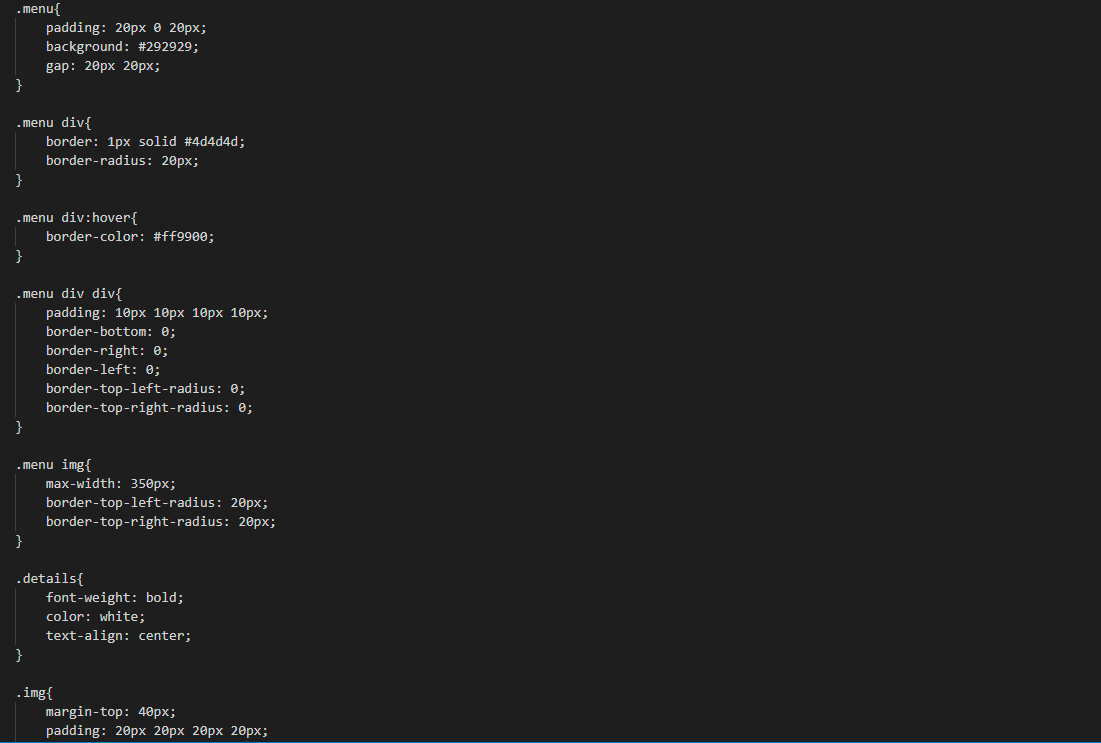 .menu{
    padding: 20px 0 20px;
    background: #292929;
    gap: 20px 20px;
}

.menu div{
    border: 1px solid #4d4d4d;
    border-radius: 20px;
}

.menu div:hover{
    border-color: #ff9900;
}

.menu div div{
    padding: 10px 10px 10px 10px;
    border-bottom: 0;
    border-right: 0;
    border-left: 0;
    border-top-left-radius: 0;
    border-top-right-radius: 0;
}

.menu img{
    max-width: 350px;
    border-top-left-radius: 20px;
    border-top-right-radius: 20px;
}

.details{
    font-weight: bold;
    color: white;
    text-align: center;
}

.img{
    margin-top: 40px;
    padding: 20px 20px 20px 20px;